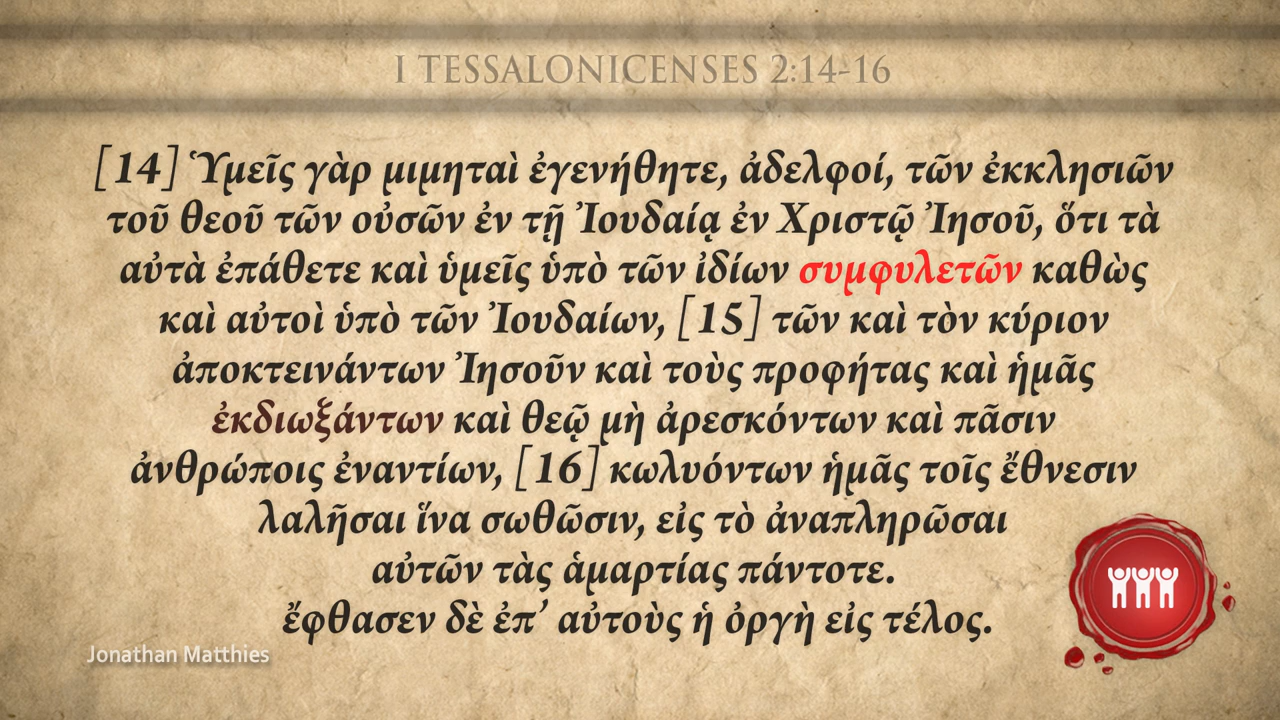 I TESSALONICENSES 2:14-16
[14] Ὑμεῖς γὰρ μιμηταὶ ἐγενήθητε, ἀδελφοί, τῶν ἐκκλησιῶν
τοῦ θεοῦ τῶν οὐσῶν ἐν τῇ Ἰουδαίᾳ ἐν Χριστῷ Ἰησοῦ, ὅτι τὰ
αὐτὰ ἐπάθετε καὶ ὑμεῖς ὑπὸ τῶν ἰδίων συμφυλετῶν καθὼς
καὶ αὐτοὶ ὑπὸ τῶν Ἰουδαίων, [15] τῶν καὶ τὸν κύριον
ἀποκτεινάντων Ἰησοῦν καὶ τοὺς προφήτας καὶ ἡμᾶς
ἐκδιωξάντων καὶ θεῷ μὴ ἀρεσκόντων καὶ πᾶσιν
ἀνθρώποις ἐναντίων, [16] κωλυόντων ἡμᾶς τοῖς ἔθνεσιν
λαλῆσαι ἵνα σωθῶσιν, εἰς τὸ ἀναπληρῶσαι
αὐτῶν τὰς ἁμαρτίας πάντοτε.
ἔφθασεν δὲ ἐπ’ αὐτοὺς ἡ ὀργὴ εἰς τέλος.
Jonathan Matthies